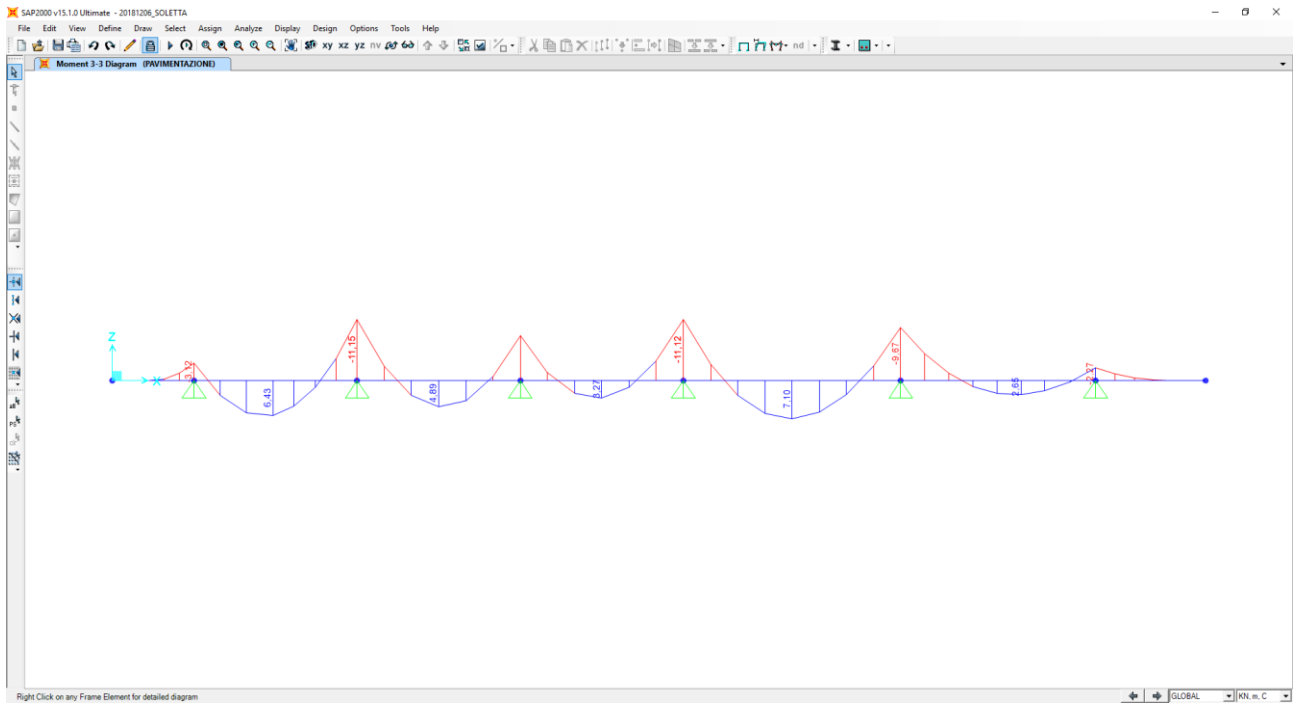 SAP2000 v15.1.0 Ultimate - 20181206_SOLETTA
File Edit View Define Draw Select Assign Analyze Display Design Options Tools Help
xy xz yz nv nd
Moment 3-3 Diagram (PAVIMENTAZIONE)
Z
X
-3,12
6,43
-11,15
4,89
3,27
-11,12
7,10
-9,67
2,65
-2,27
Right Click on any Frame Element for detailed diagram
GLOBAL
KN, m, C